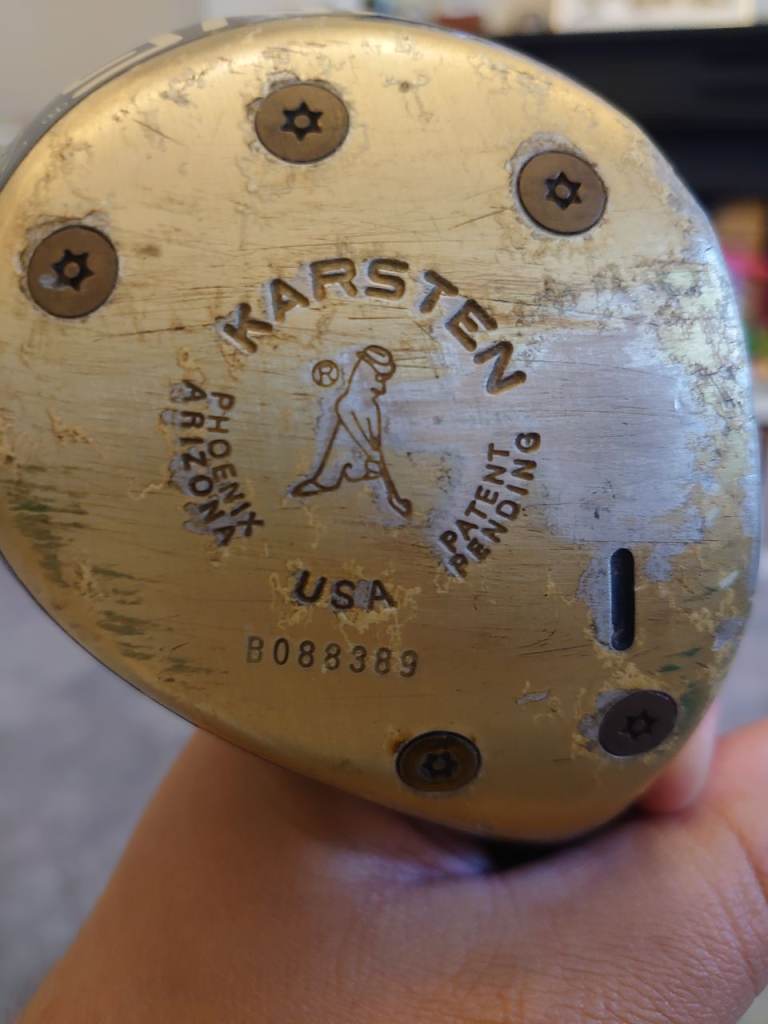 KARSTEN
®
PHOENIX
ARIZONA
PATENT
PENDING
USA
B088389